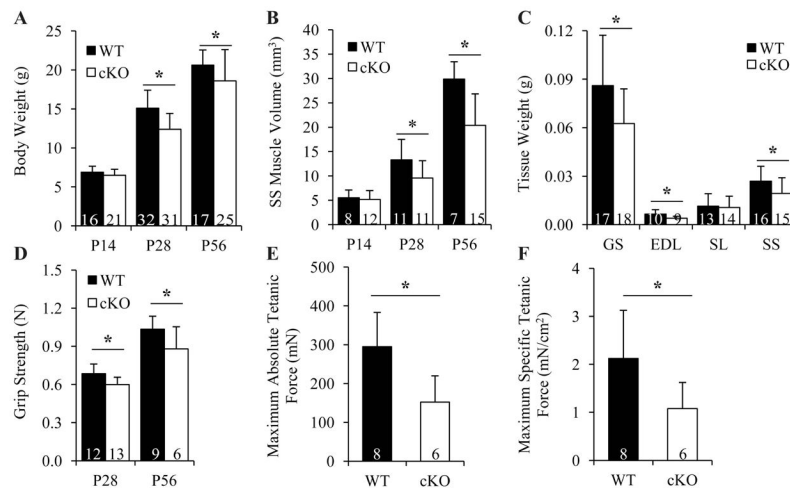 A
Body Weight (g)
25
20
15
10
5
0
WT
cKO
*
*
16 21 32 31 17 25
P14 P28 P56
B
SS Muscle Volume (mm³)
40
35
30
25
20
15
10
5
0
WT
cKO
*
*
8 12 11 11 7 15
P14 P28 P56
C
Tissue Weight (g)
0.12
0.09
0.06
0.03
0.00
WT
cKO
*
*
*
17 18 10 9 13 14 16 15
GS EDL SL SS
D
Grip Strength (N)
1.5
1.2
0.9
0.6
0.3
0.0
WT
cKO
*
*
12 13 9 6
P28 P56
E
Maximum Absolute Tetanic
Force (mN)
500
400
300
200
100
0
*
8 6
WT cKO
F
Maximum Specific Tetanic
Force (mN/cm²)
4
3
2
1
0
*
8 6
WT cKO